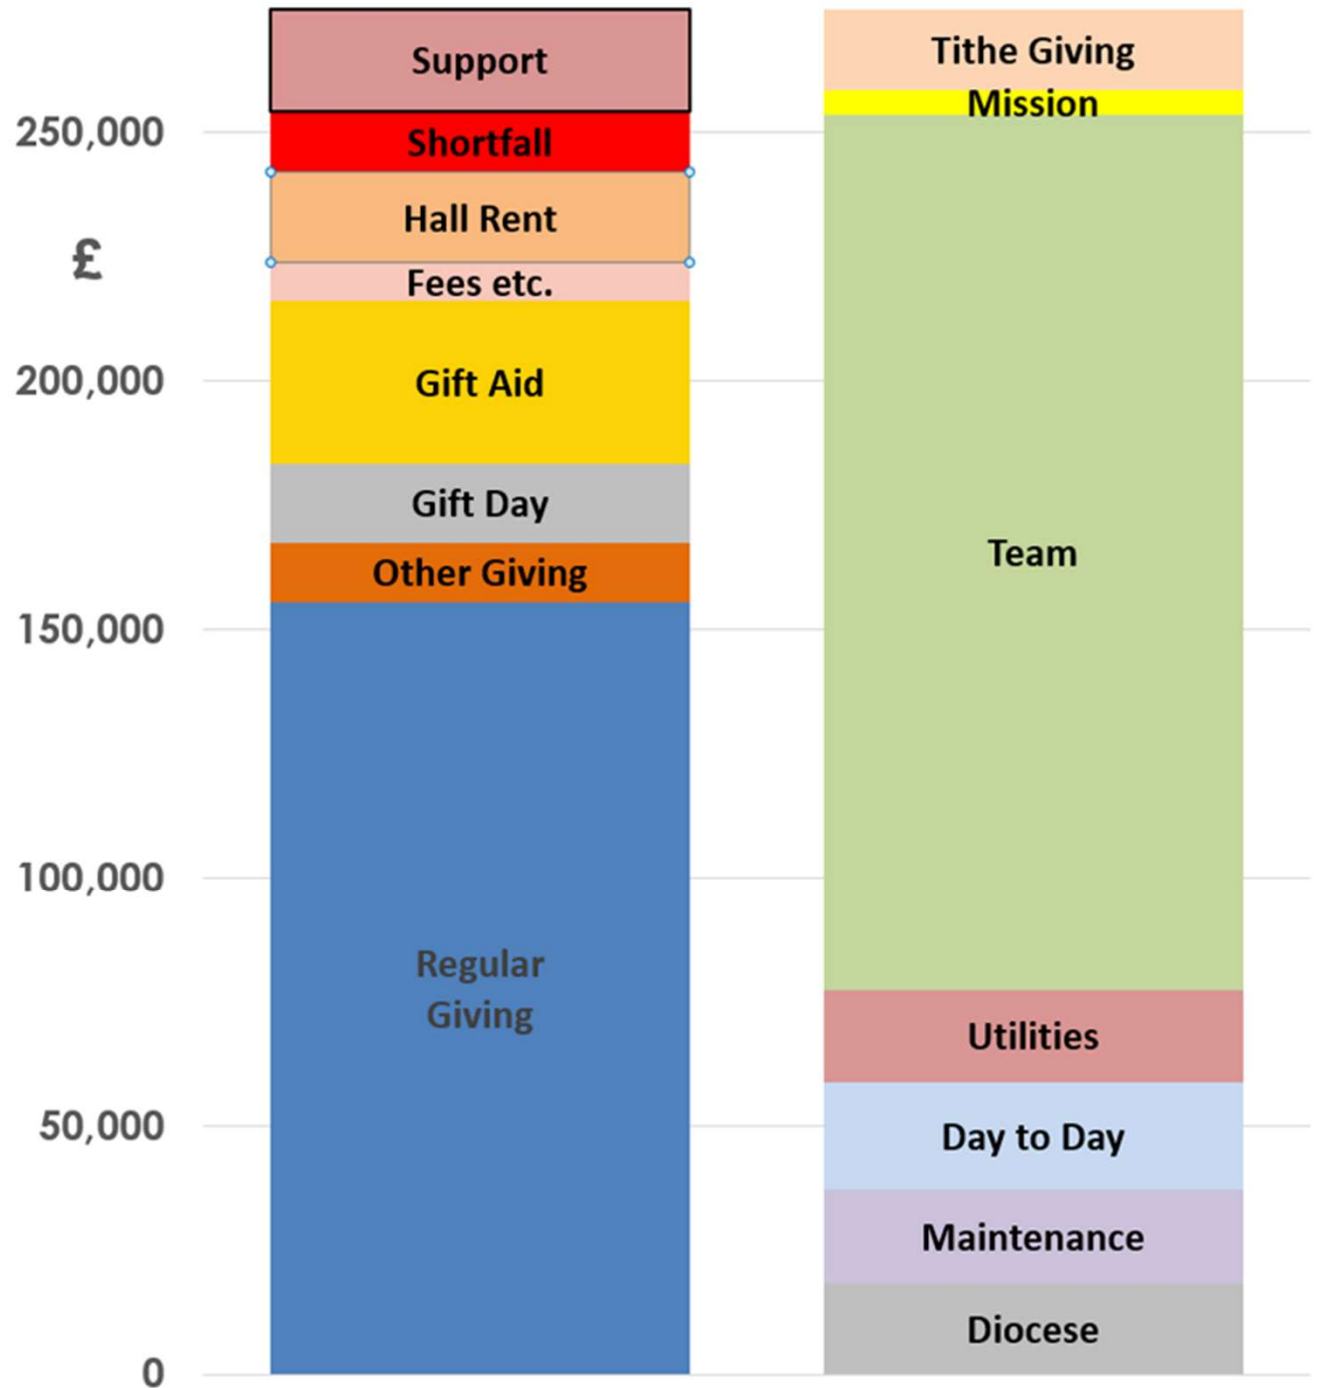 250,000
£
200,000
150,000
100,000
50,000
0
Support
Shortfall
Hall Rent
Fees etc.
Gift Aid
Gift Day
Other Giving
Regular
Giving
Tithe Giving
Mission
Team
Utilities
Day to Day
Maintenance
Diocese